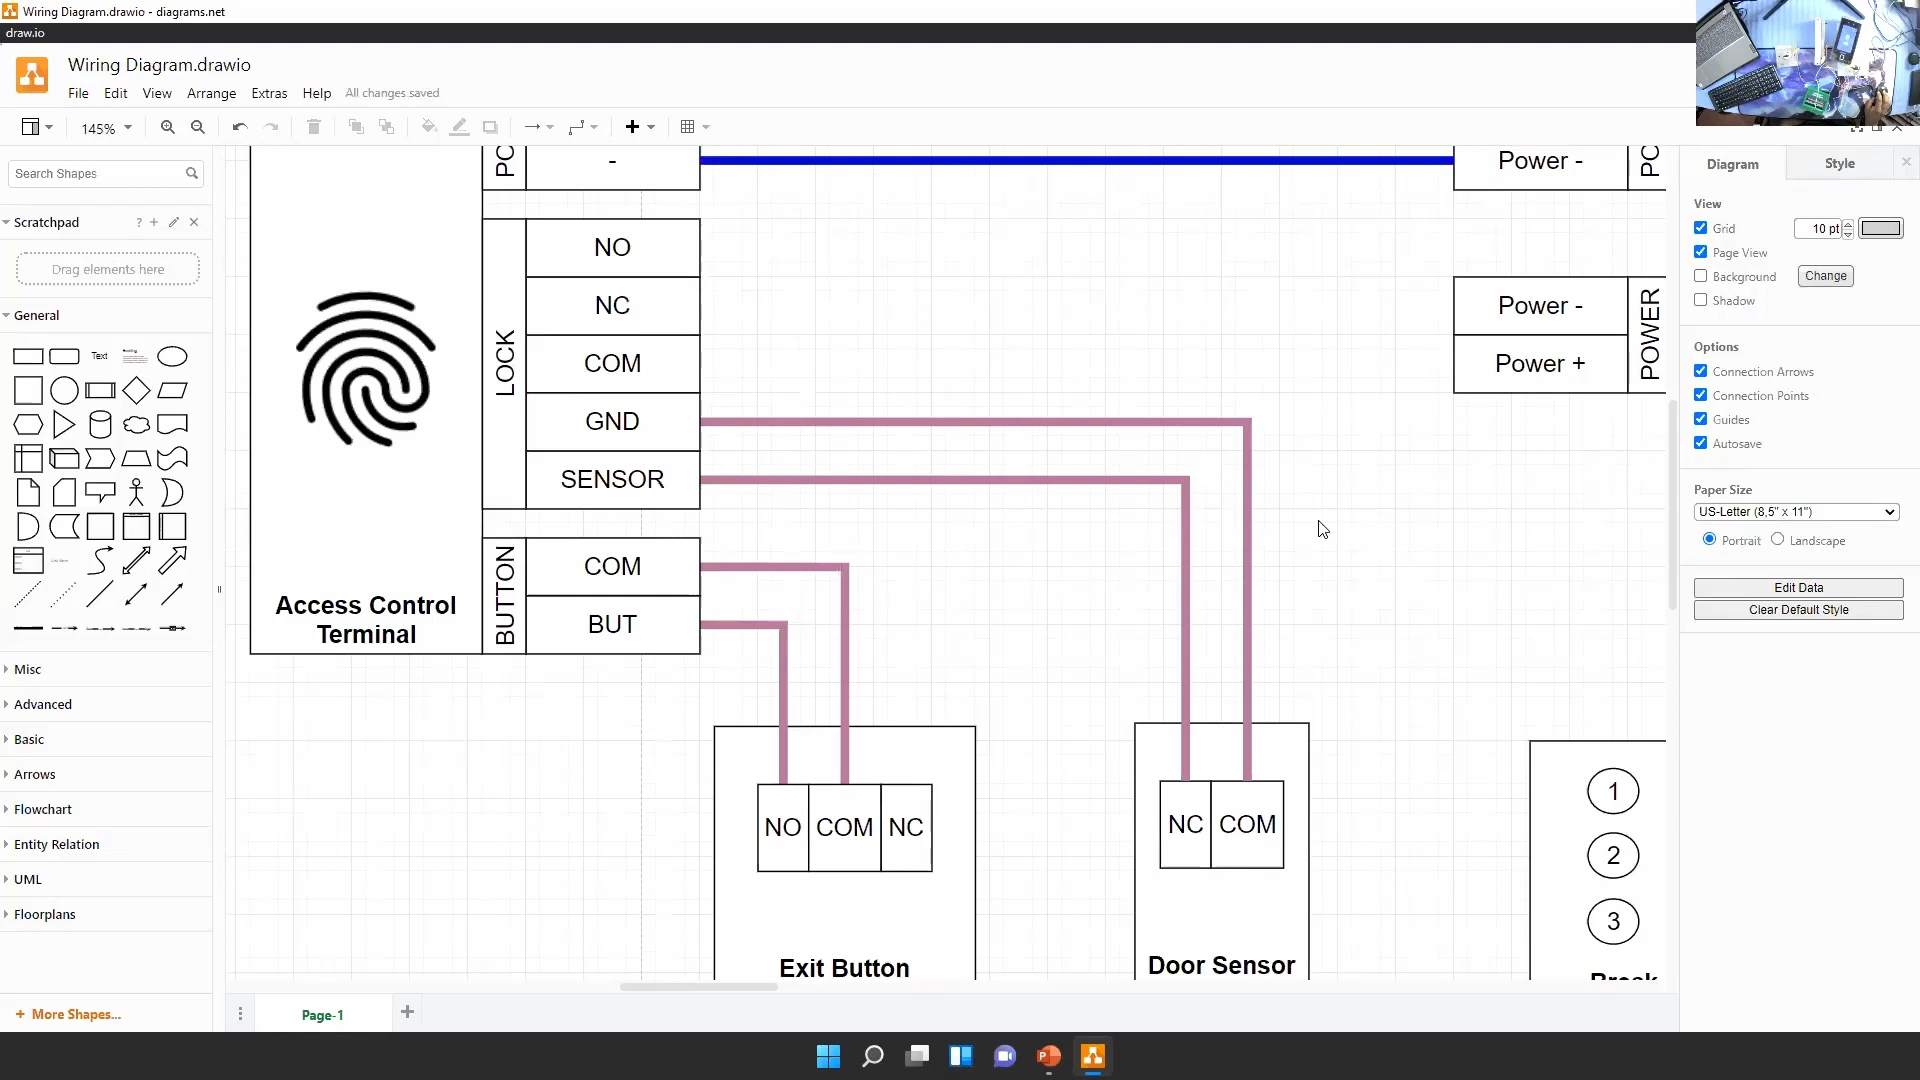 Wiring Diagram.drawio - diagrams.net
draw.io
Wiring Diagram.drawio
File Edit View Arrange Extras Help All changes saved
145%
Search Shapes
Scratchpad
?
Drag elements here
General
Text
Misc
Advanced
Basic
Arrows
Flowchart
Entity Relation
UML
Floorplans
+ More Shapes...
PC
-
Power -
PC
LOCK
NO
NC
COM
GND
SENSOR
Power -
Power +
POWER
BUTTON
COM
BUT
Access Control
Terminal
NO COM NC
Exit Button
NC COM
Door Sensor
1
2
3
Break
Page-1
Diagram Style
View
Grid 10 pt
Page View
Background Change
Shadow
Options
Connection Arrows
Connection Points
Guides
Autosave
Paper Size
US-Letter (8,5" x 11")
Portrait Landscape
Edit Data
Clear Default Style